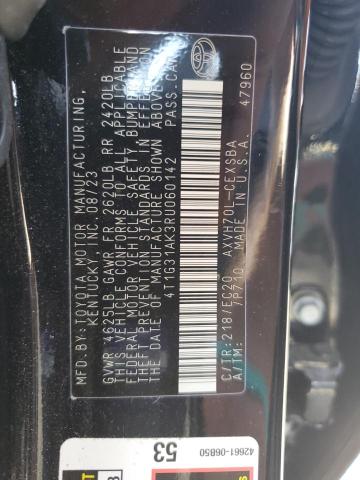 MFD.BY:TOYOTA MOTOR MANUFACTURING,
KENTUCKY, INC. 08/23
GVWR 4625LB GAWR FR 2620LB RR 2420LB
THIS VEHICLE CONFORMS TO ALL APPLICABLE
FEDERAL MOTOR VEHICLE SAFETY, BUMPER, AND
THEFT PREVENTION STANDARDS IN EFFECT ON
THE DATE OF MANUFACTURE SHOWN ABOVE.
4T1G31AK3RU060142 PASS.CAR
C/TR:218/FC20 AXVH70L-CEXSBA
A/TM: /P710 MADE IN U.S.A.
47960
53
42661-06B50